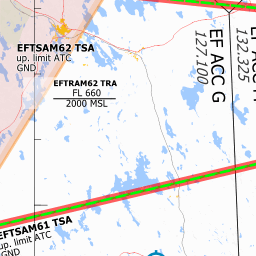 EFTSAM62 TSA
up. limit ATC
GND
EFTRAM62 TRA
FL 660
2000 MSL
EF ACC G
127.100
132.325
EFTSAM61 TSA
up. limit ATC
GND